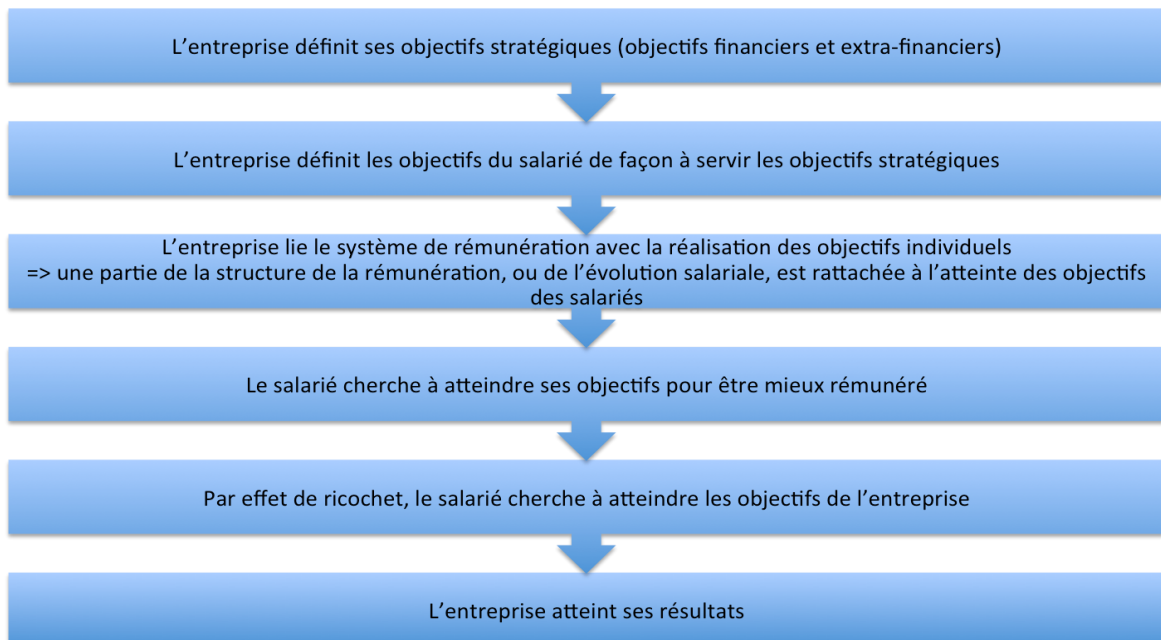 L’entreprise définit ses objectifs stratégiques (objectifs financiers et extra-financiers)
L’entreprise définit les objectifs du salarié de façon à servir les objectifs stratégiques
L’entreprise lie le système de rémunération avec la réalisation des objectifs individuels
=> une partie de la structure de la rémunération, ou de l’évolution salariale, est rattachée à l’atteinte des objectifs
des salariés
Le salarié cherche à atteindre ses objectifs pour être mieux rémunéré
Par effet de ricochet, le salarié cherche à atteindre les objectifs de l’entreprise
L’entreprise atteint ses résultats